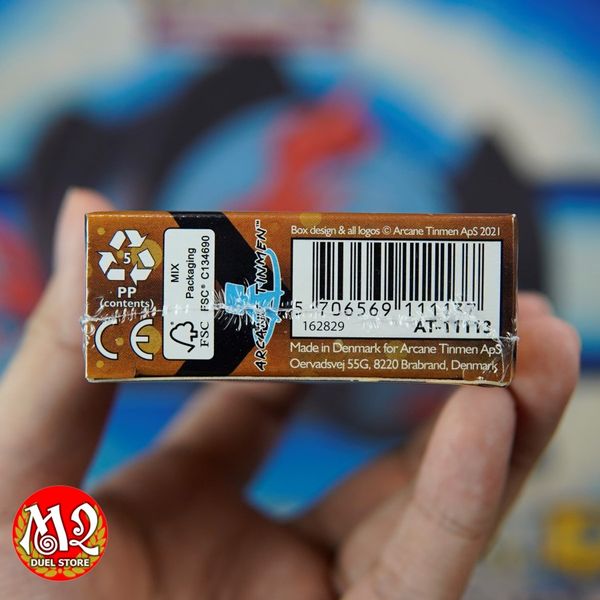 5
PP
(contents)
CE
MIX
Packaging
FSC® C134690
FSC
ARCANE TINMEN™
Box design & all logos © Arcane Tinmen ApS 2021
5 706569 111137
162829 AT-11113
Made in Denmark for Arcane Tinmen ApS
Oervadsvej 55G, 8220 Brabrand, Denmark
M2
DUEL STORE